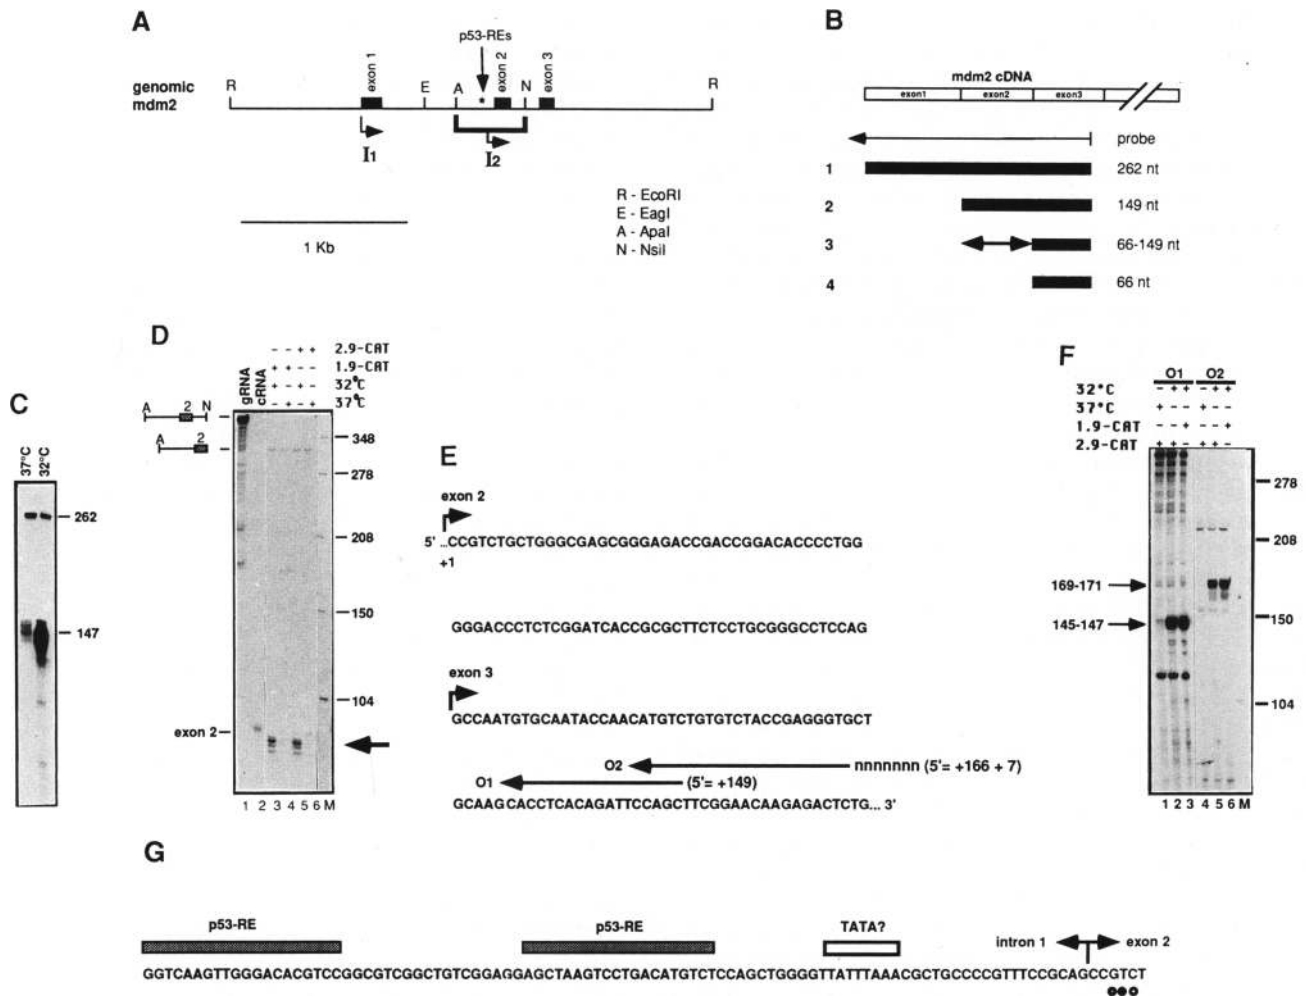 A
p53-REs
genomic
mdm2
R
exon 1
E
A
*
exon 2
N
exon 3
R
I1
I2
1 Kb
R - EcoRI
E - EagI
A - ApaI
N - NsiI
B
mdm2 cDNA
exon1 exon2 exon3
probe
1 262 nt
2 149 nt
3 66-149 nt
4 66 nt
C
37°C
32°C
262
147
D
gRNA
cRNA
- - + + 2.9-CAT
+ + - - 1.9-CAT
+ - + - 32°C
- + - + 37°C
A 2 N
A 2
348
278
208
150
104
exon 2
1 2 3 4 5 6 M
E
exon 2
5' ...CCGTCTGCTGGGCGAGCGGGAGACCGACCGGACACCCCTGG
+1
GGGACCCTCTCGGATCACCGCGCTTCTCCTGCGGGCCTCCAG
exon 3
GCCAATGTGCAATACCAACATGTCTGTGTCTACCGAGGGTGCT
O2 nnnnnnn (5'= +166 + 7)
O1 (5'= +149)
GCAAGCACCTCACAGATTCCAGCTTCGGAACAAGAGACTCTG... 3'
F
O1 O2
32°C - + + - + +
37°C + - - + - -
1.9-CAT - - + - - +
2.9-CAT + + - + + -
278
208
169-171
150
145-147
104
1 2 3 4 5 6 M
G
p53-RE
p53-RE
TATA?
intron 1
exon 2
GGTCAAGTTGGGACACGTCCGGCGTCGGCTGTCGGAGGAGCTAAGTCCTGACATGTCTCCAGCTGGGGTTATTTAAACGCTGCCCCGTTTCCGCAGCCGTCT